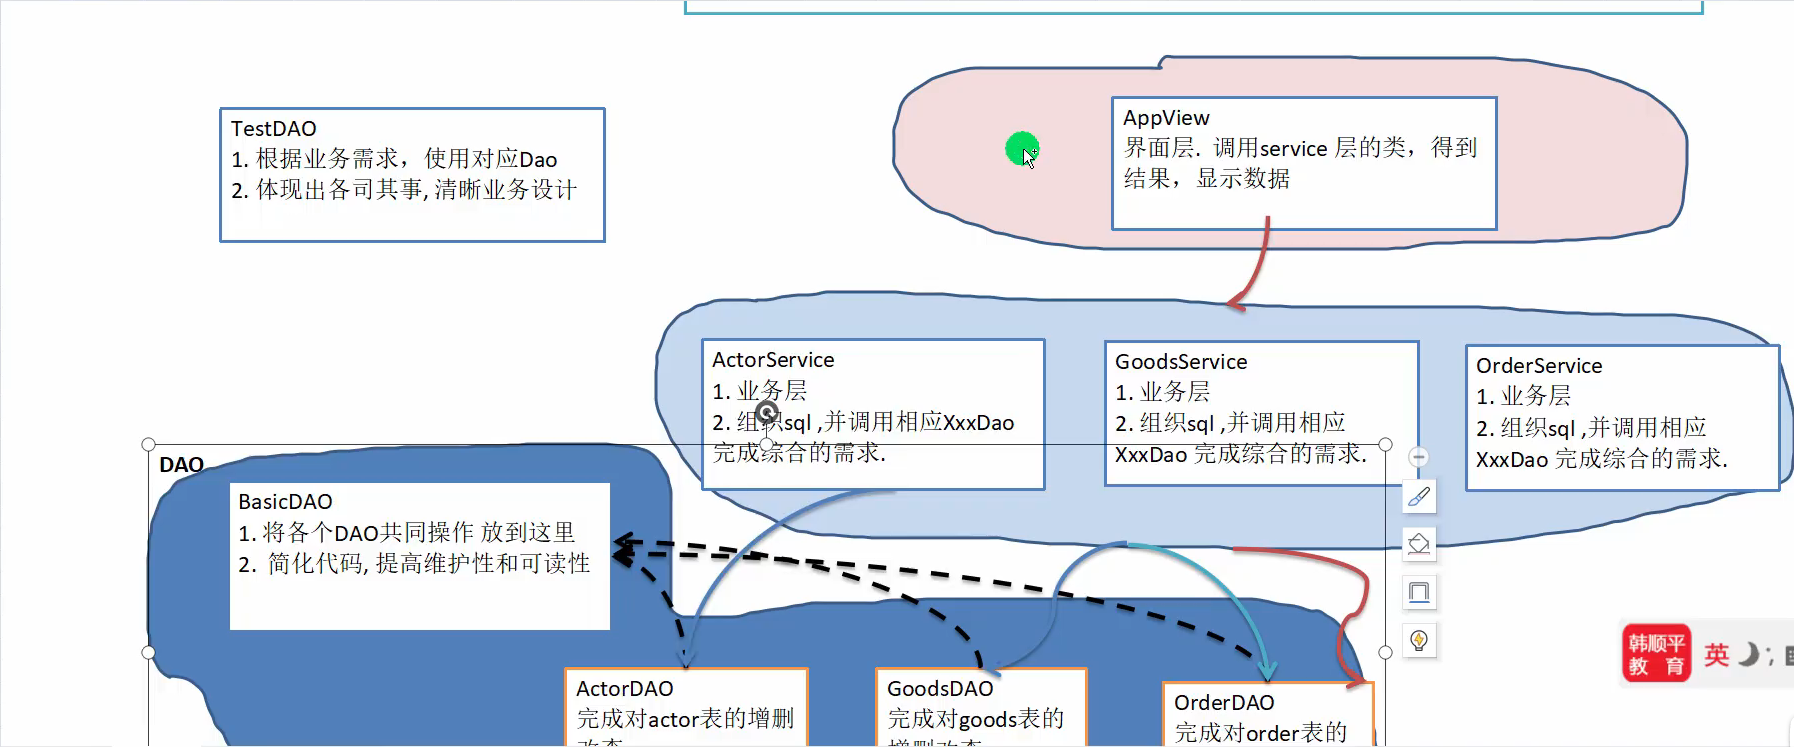 TestDAO
1. 根据业务需求，使用对应Dao
2. 体现出各司其事, 清晰业务设计
AppView
界面层. 调用service 层的类，得到
结果，显示数据
ActorService
1. 业务层
2. 组织sql ,并调用相应XxxDao
完成综合的需求.
GoodsService
1. 业务层
2. 组织sql ,并调用相应
XxxDao 完成综合的需求.
OrderService
1. 业务层
2. 组织sql ,并调用相应
XxxDao 完成综合的需求.
DAO
BasicDAO
1. 将各个DAO共同操作 放到这里
2. 简化代码, 提高维护性和可读性
ActorDAO
完成对actor表的增删
GoodsDAO
完成对goods表的
OrderDAO
完成对order表的
韩顺平
教 育
英